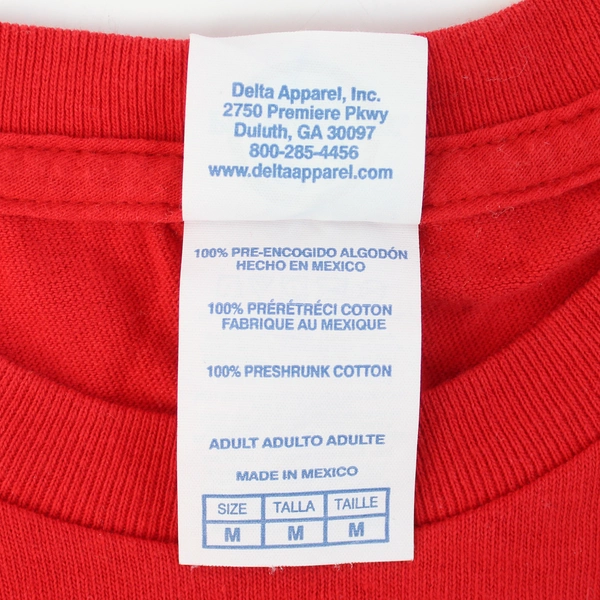 Delta Apparel, Inc.
2750 Premiere Pkwy
Duluth, GA 30097
800-285-4456
www.deltaapparel.com
100% PRE-ENCOGIDO ALGODÓN
HECHO EN MEXICO
100% PRÉRÉTRÉCI COTON
FABRIQUE AU MEXIQUE
100% PRESHRUNK COTTON
ADULT ADULTO ADULTE
MADE IN MEXICO
SIZE TALLA TAILLE
M M M